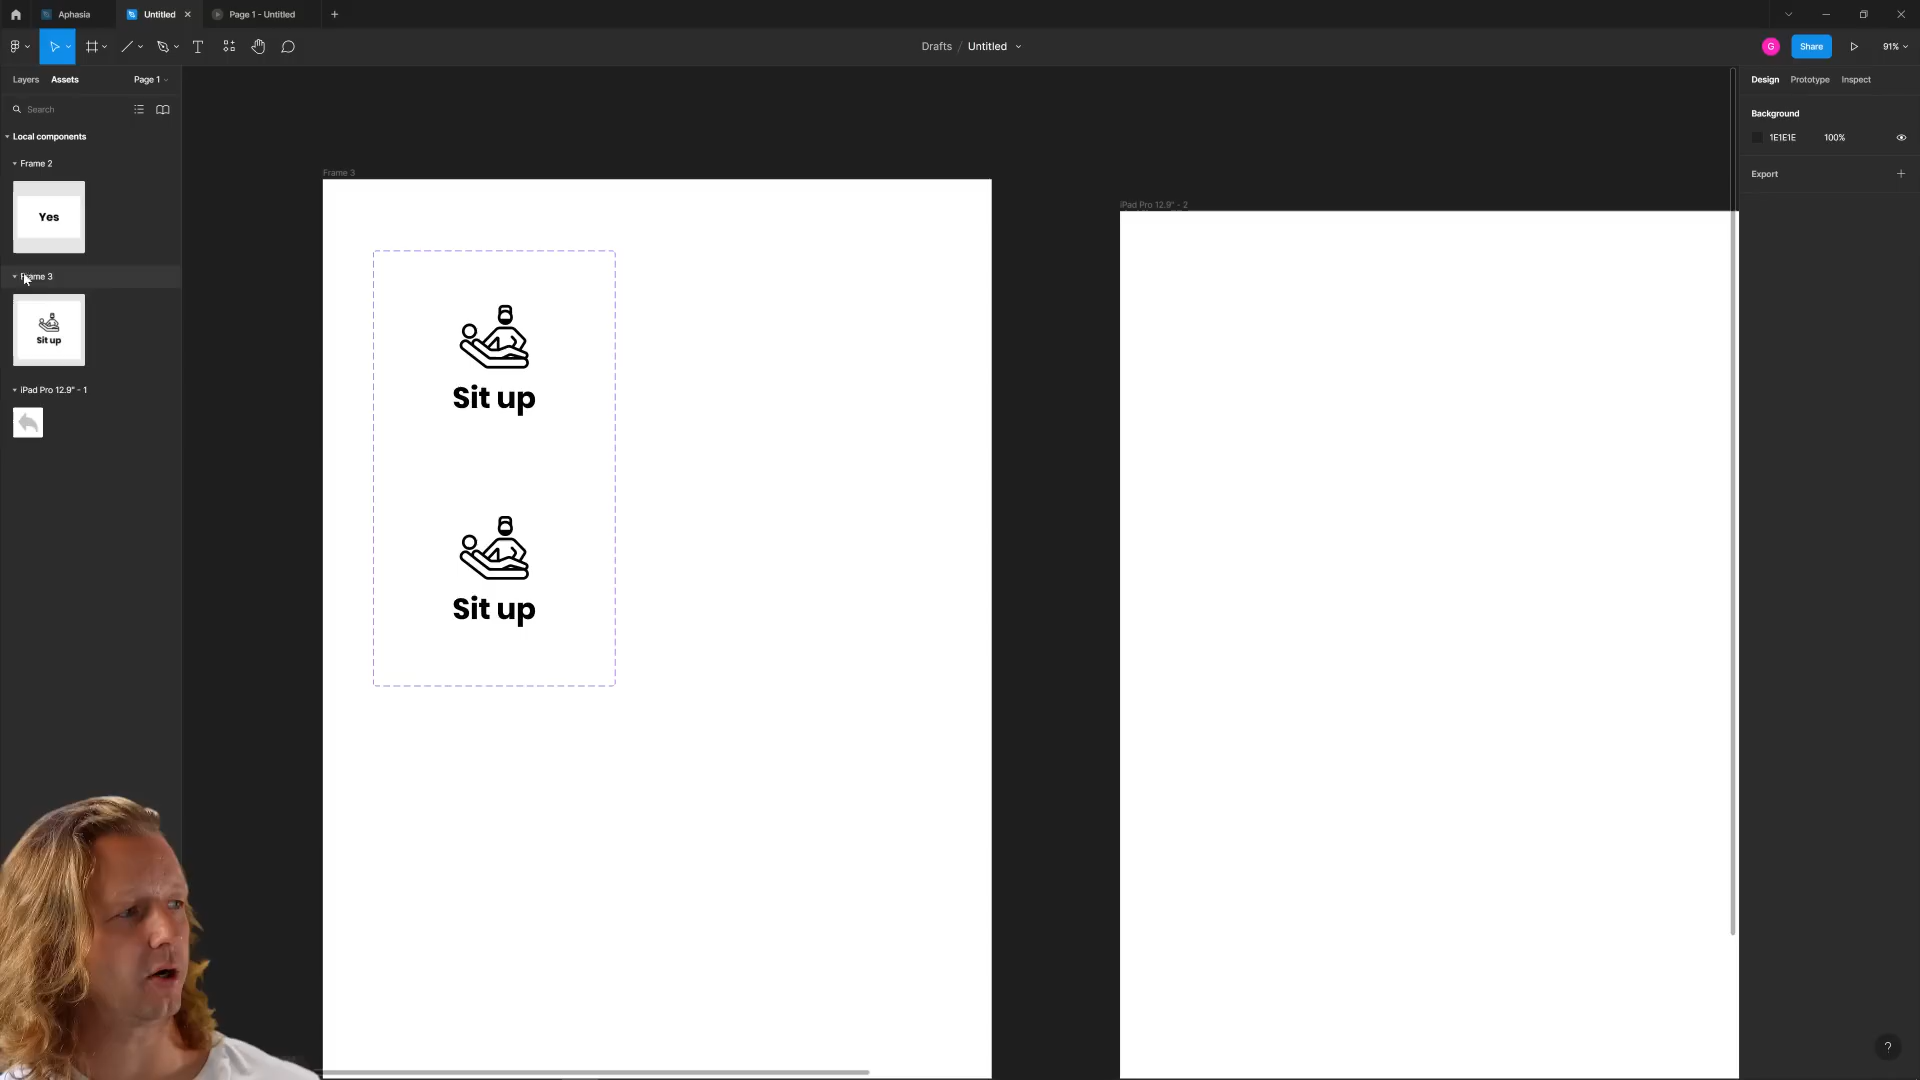 Aphasia
Untitled
Page 1 - Untitled
Drafts / Untitled
G
Share
91%
Layers
Assets
Page 1
Design
Prototype
Inspect
Search
Background
1E1E1E
100%
Local components
Frame 2
Export
Frame 3
iPad Pro 12.9" - 2
Yes
Frame 3
Sit up
Sit up
iPad Pro 12.9" - 1
Sit up
?